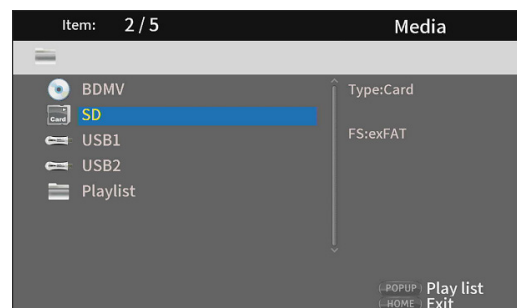 Item: 2/5 Media
BDMV
Type:Card
Card SD
FS:exFAT
USB1
USB2
Playlist
POPUP Play list
HOME Exit